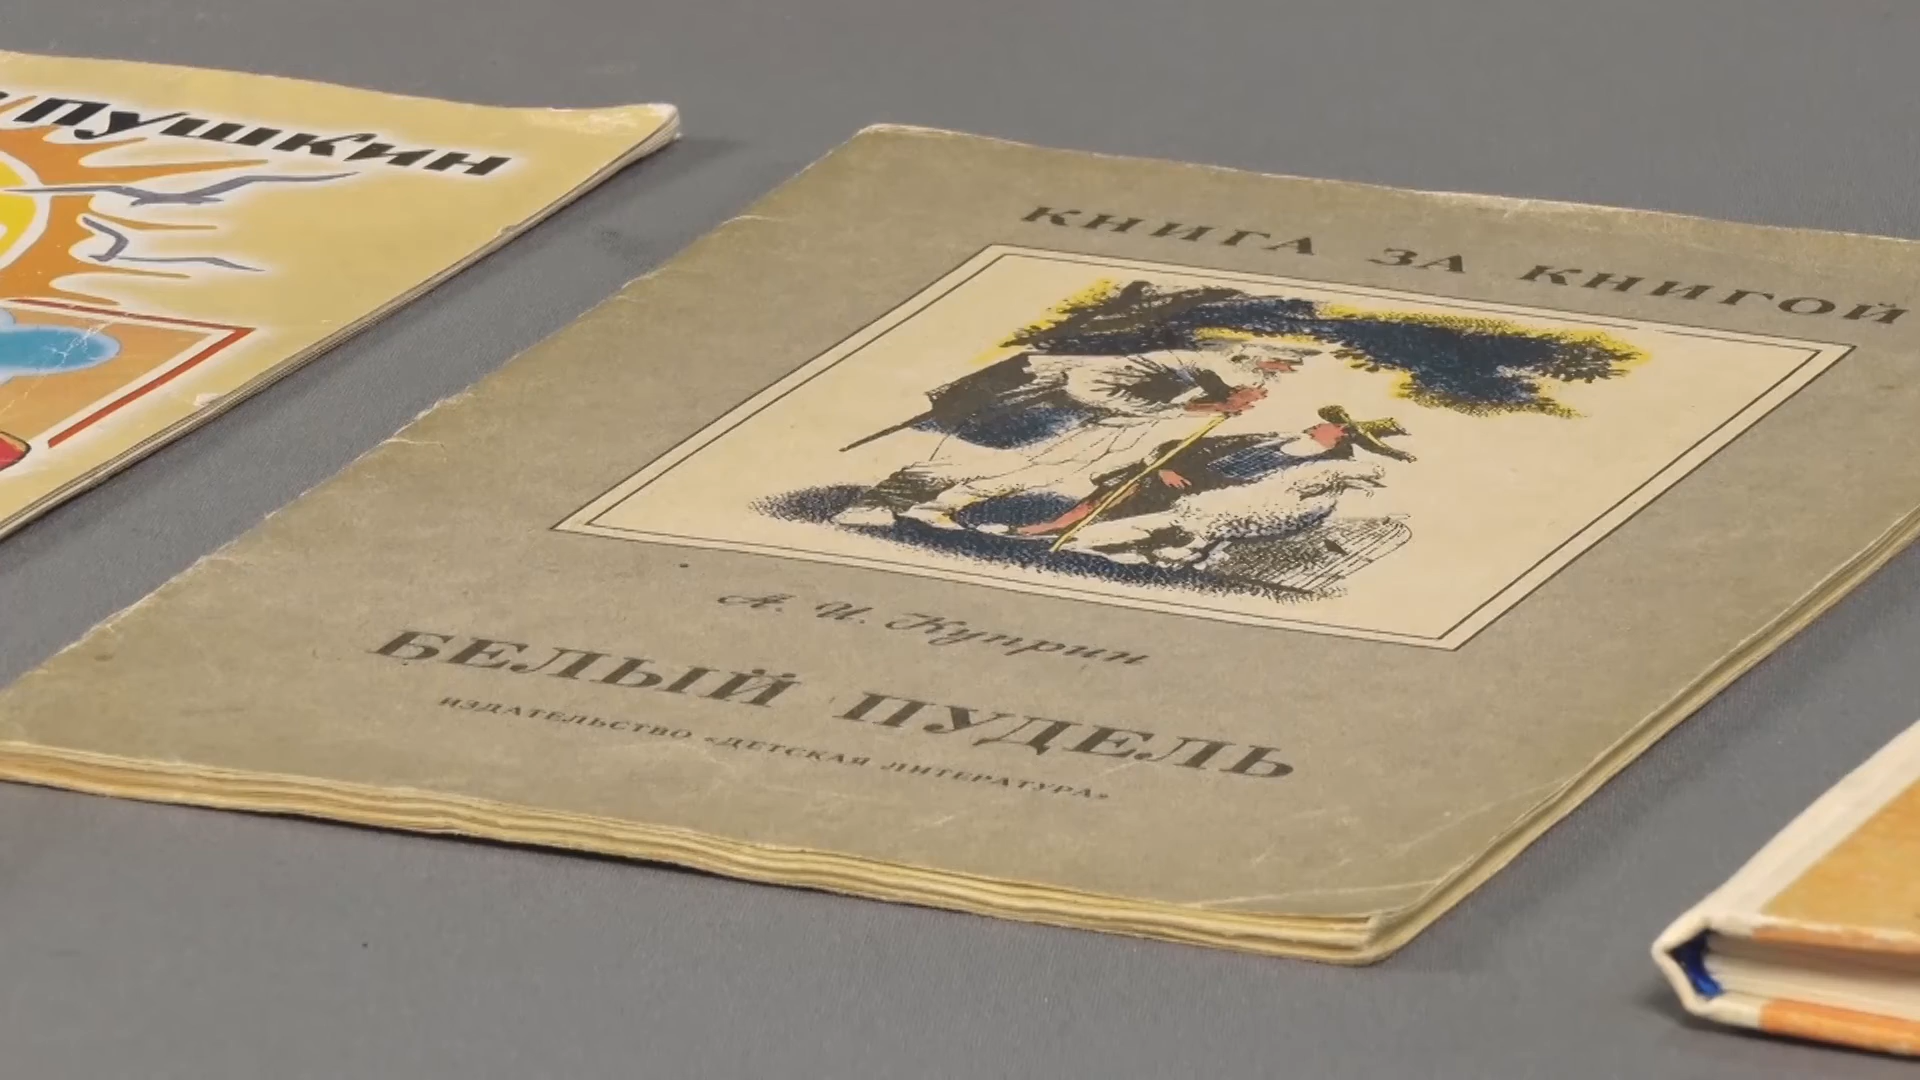 Пушкин
КНИГА ЗА КНИГОЙ
А. И. Куприн
БЕЛЫЙ ПУДЕЛЬ
ИЗДАТЕЛЬСТВО «ДЕТСКАЯ ЛИТЕРАТУРА»